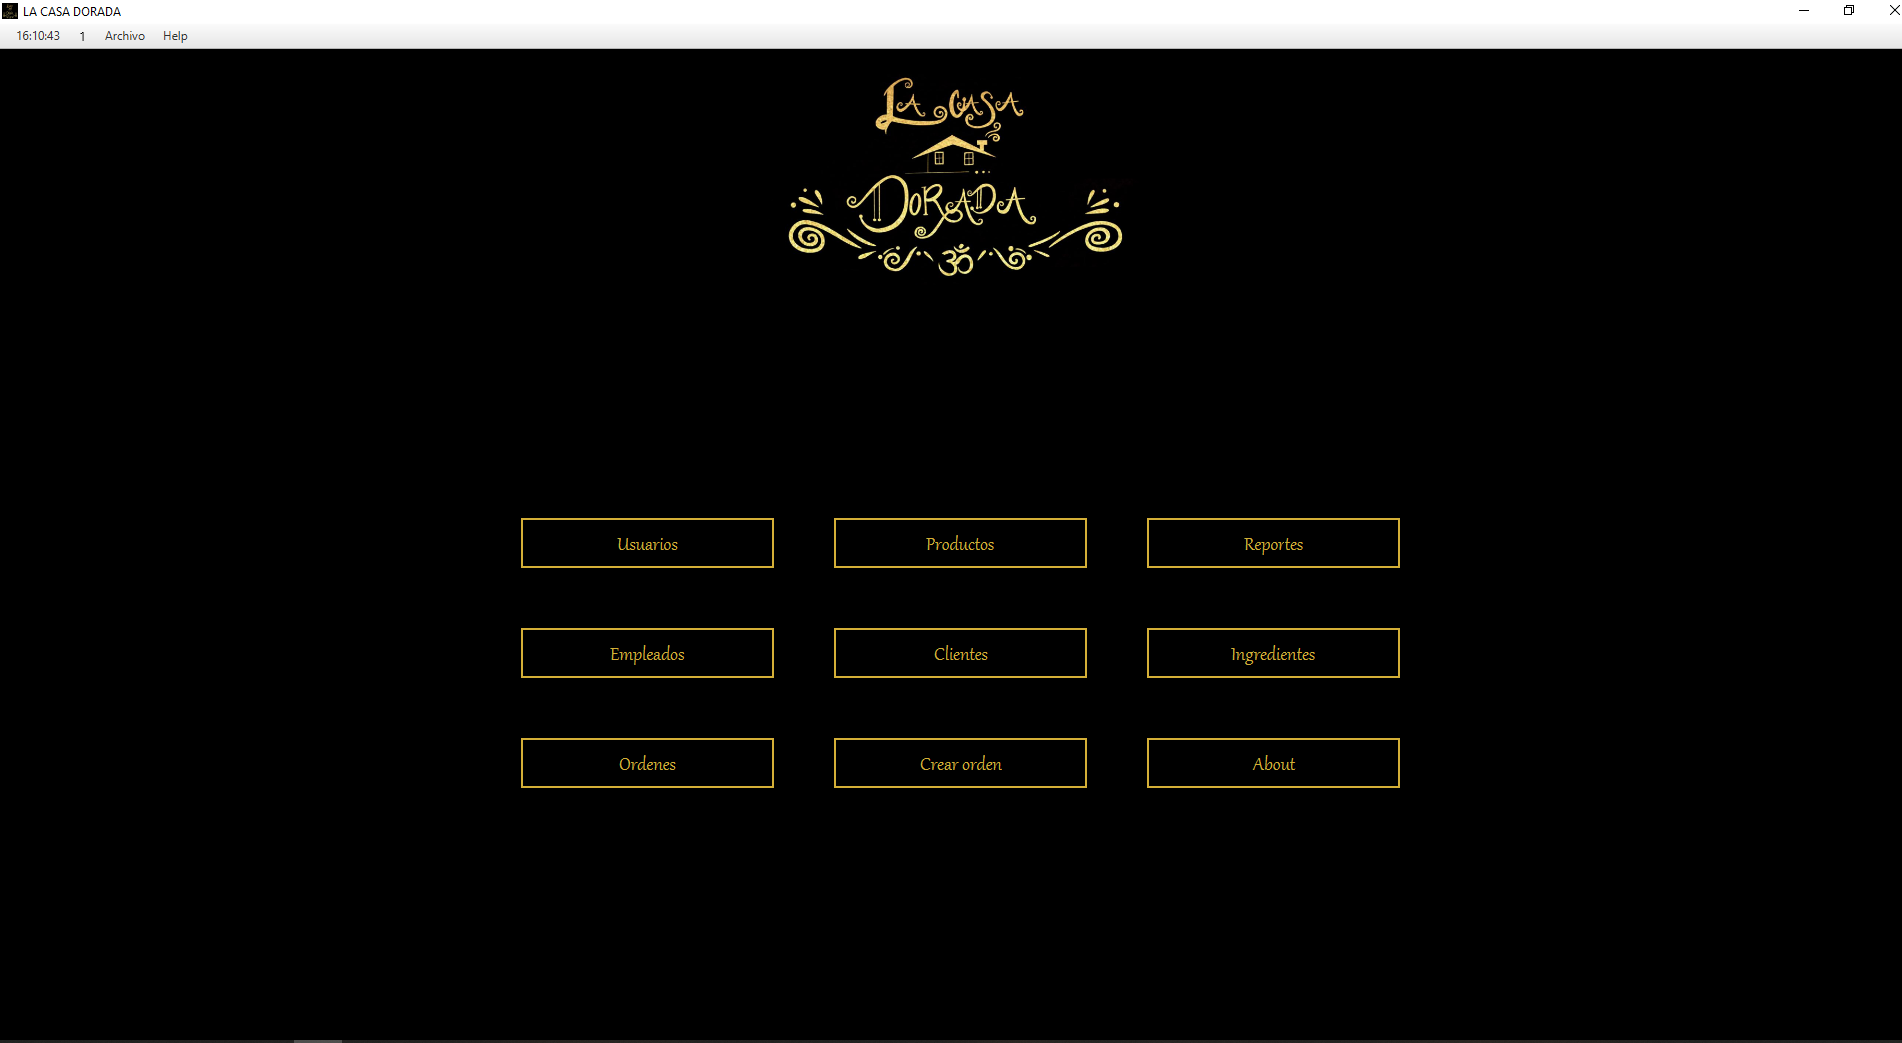 LA CASA DORADA
16:10:43 1 Archivo Help
LA CASA
DORADA
ॐ
Usuarios Productos Reportes
Empleados Clientes Ingredientes
Ordenes Crear orden About